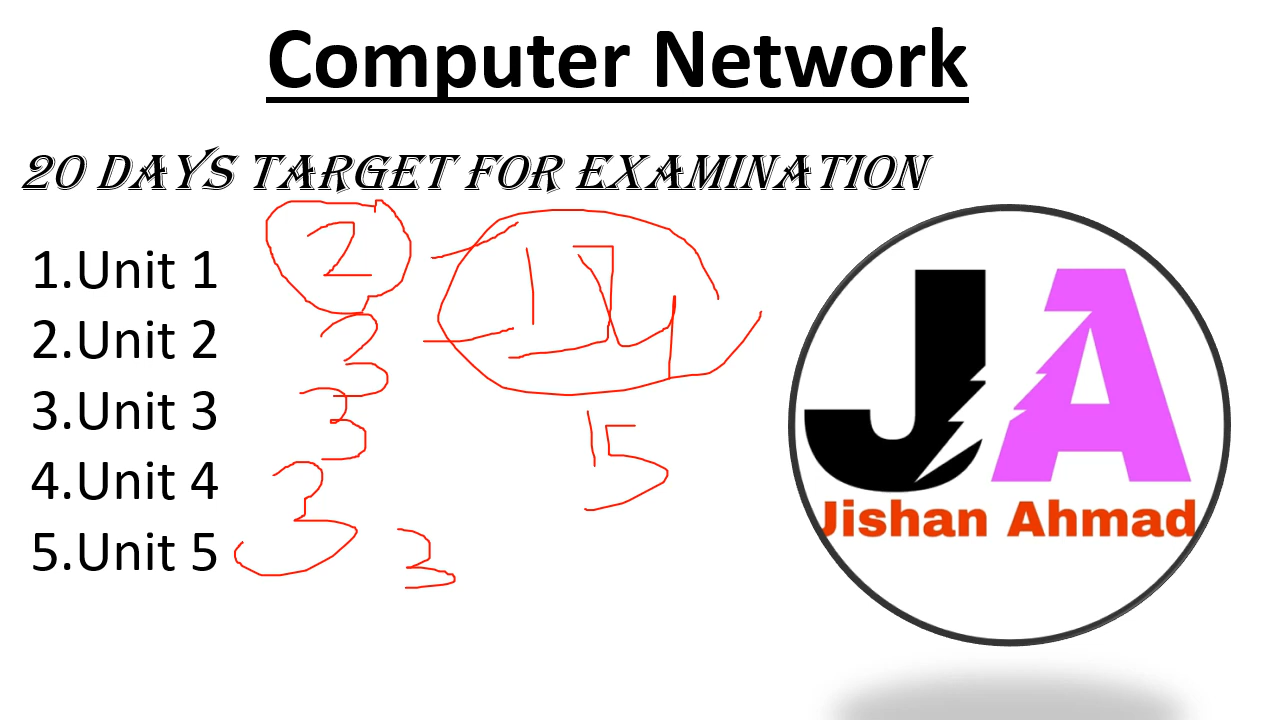 Computer Network
20 DAYS TARGET FOR EXAMINATION
1.Unit 1
2
2.Unit 2
3
3.Unit 3
3
4.Unit 4
3
5.Unit 5
3
15
JA
Jishan Ahmad